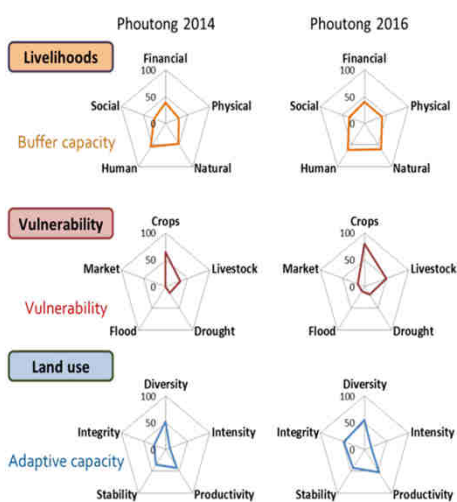 Phoutong 2014
Phoutong 2016
Livelihoods
Financial
100
50
0
Social
Physical
Human
Natural
Financial
100
50
0
Social
Physical
Human
Natural
Buffer capacity
Vulnerability
Crops
100
50
0
Market
Livestock
Flood
Drought
Crops
100
50
0
Market
Livestock
Flood
Drought
Vulnerability
Land use
Diversity
100
50
0
Integrity
Intensity
Stability
Productivity
Diversity
100
50
0
Integrity
Intensity
Stability
Productivity
Adaptive capacity